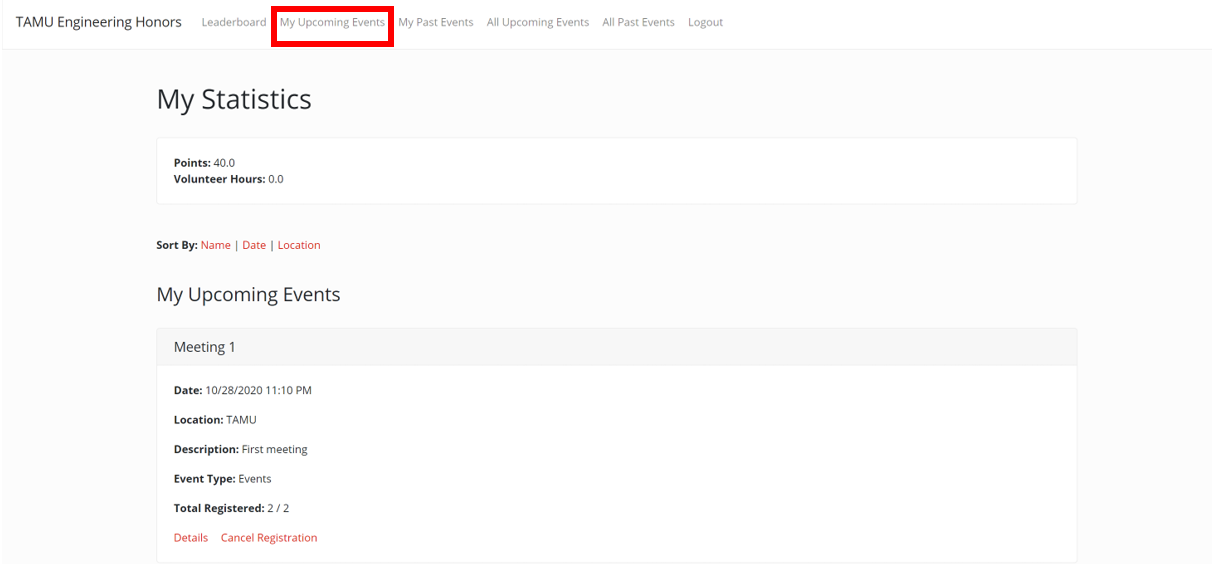 TAMU Engineering Honors Leaderboard My Upcoming Events My Past Events All Upcoming Events All Past Events Logout
My Statistics
Points: 40.0
Volunteer Hours: 0.0
Sort By: Name | Date | Location
My Upcoming Events
Meeting 1
Date: 10/28/2020 11:10 PM
Location: TAMU
Description: First meeting
Event Type: Events
Total Registered: 2 / 2
Details Cancel Registration